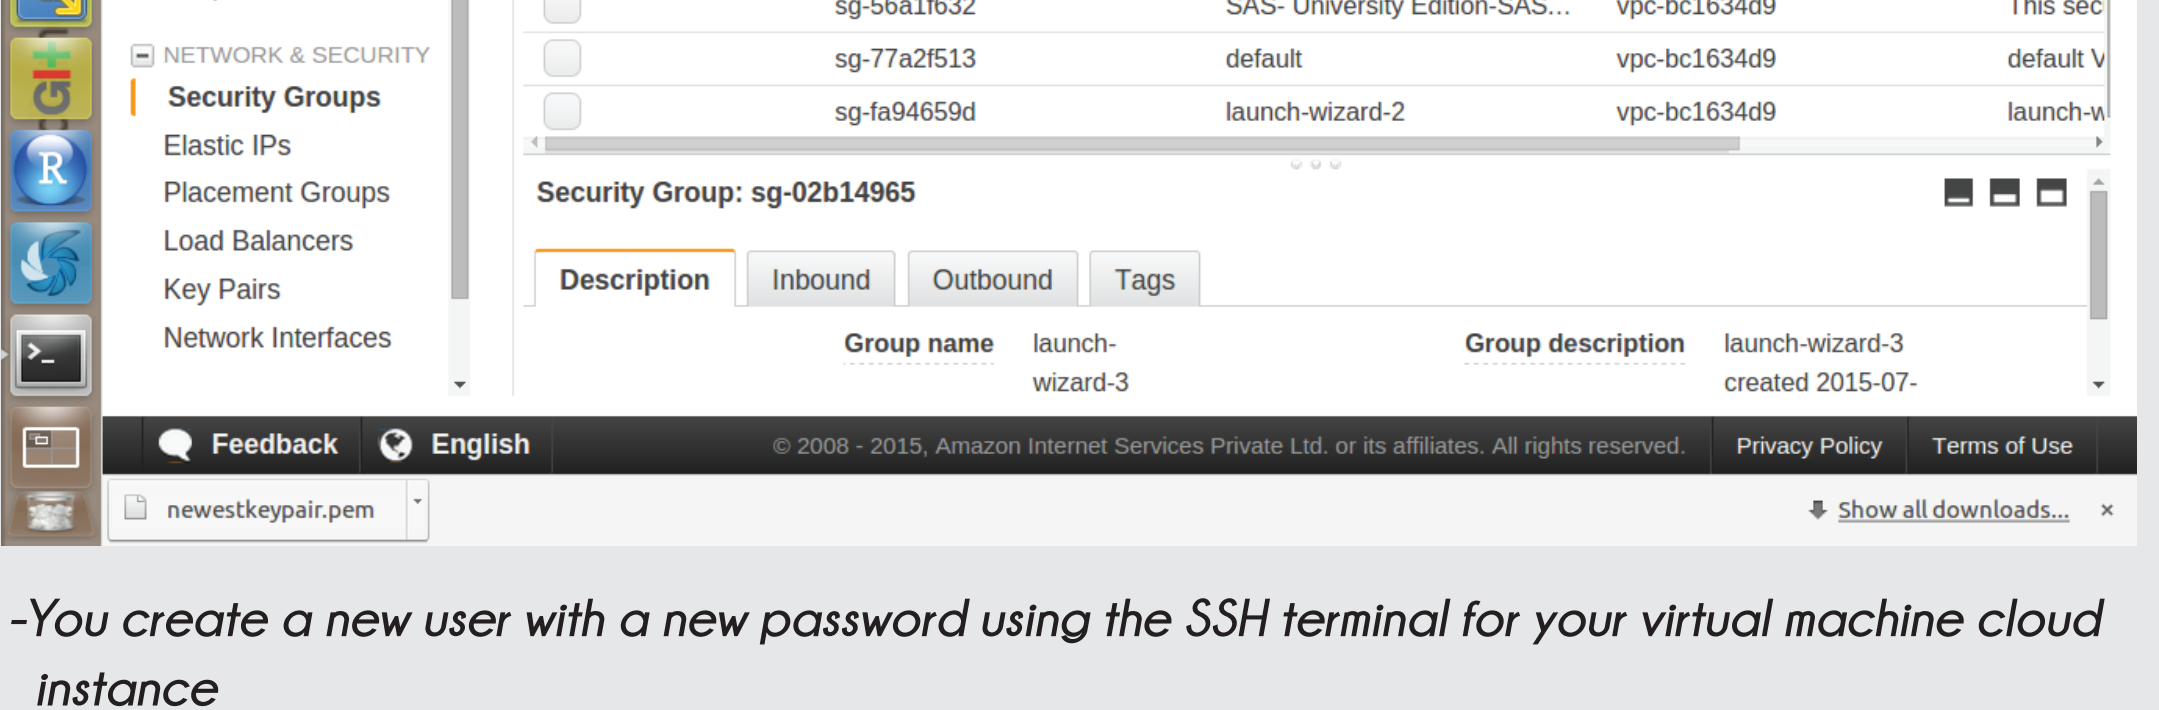 sg-56a1f632 SAS- University Edition-SAS... vpc-bc1634d9 This sec
NETWORK & SECURITY
sg-77a2f513 default vpc-bc1634d9 default V
Security Groups
sg-fa94659d launch-wizard-2 vpc-bc1634d9 launch-w
Elastic IPs
Placement Groups
Load Balancers
Key Pairs
Network Interfaces
Security Group: sg-02b14965
Description Inbound Outbound Tags
Group name launch-
wizard-3
Group description launch-wizard-3
created 2015-07-
GIt
R
>_
Feedback English © 2008 - 2015, Amazon Internet Services Private Ltd. or its affiliates. All rights reserved. Privacy Policy Terms of Use
newestkeypair.pem Show all downloads... ×
-You create a new user with a new password using the SSH terminal for your virtual machine cloud
instance